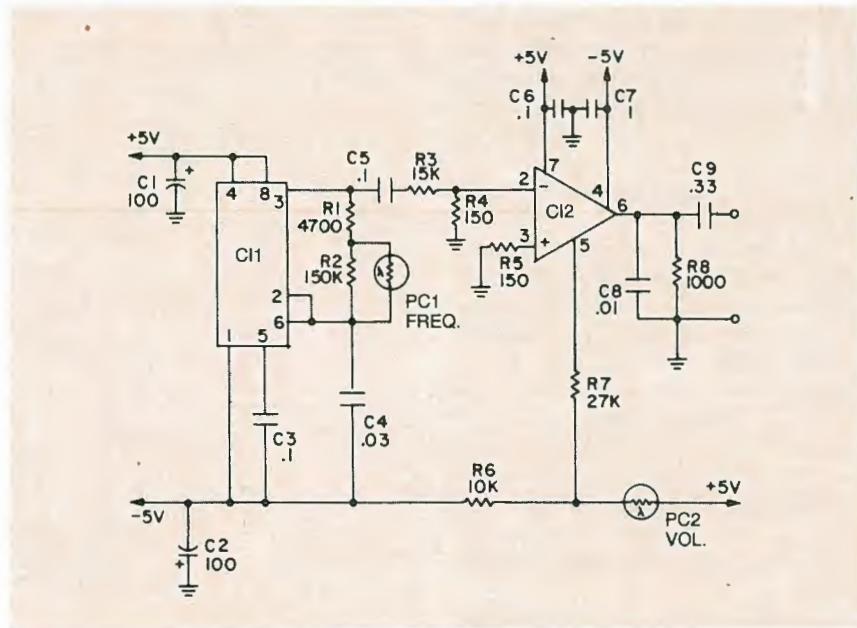 +5V
-5V
C6
.1
C7
.1
+5V
C1
+
100
4
8
3
CI1
2
6
1
5
C5
.1
R3
15K
R1
4700
R2
150K
λ
PC1
FREQ.
R4
150
2
-
7
CI2
4
6
3
+
5
R5
150
C9
.33
C8
.01
R8
1000
R7
27K
C3
.1
C4
.03
R6
10K
-5V
+5V
λ
PC2
VOL.
C2
+
100